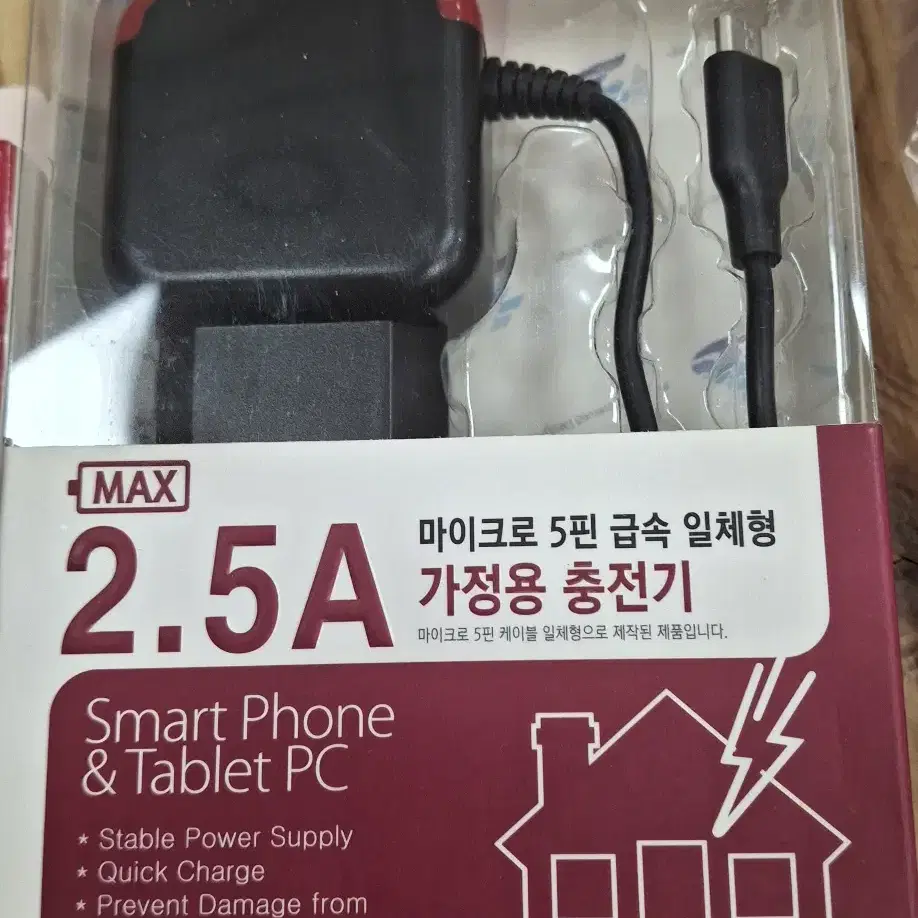 MAX
2.5A
마이크로 5핀 급속 일체형
가정용 충전기
마이크로 5핀 케이블 일체형으로 제작된 제품입니다.
Smart Phone
& Tablet PC
* Stable Power Supply
* Quick Charge
* Prevent Damage from